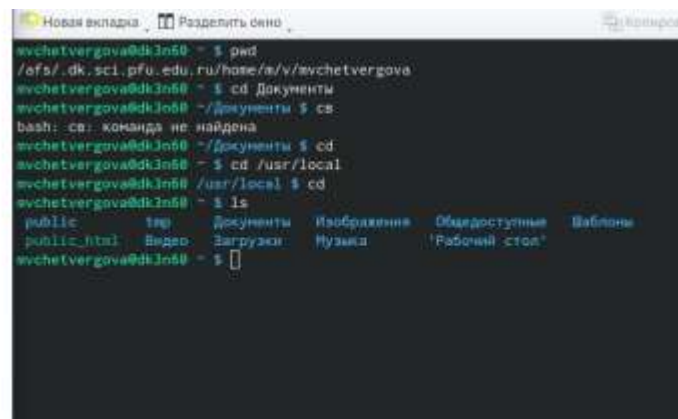 Новая вкладка Разделить окно Копиров
mvchetvergova@dk3n60 ~ $ pwd
/afs/.dk.sci.pfu.edu.ru/home/m/v/mvchetvergova
mvchetvergova@dk3n60 ~ $ cd Документы
mvchetvergova@dk3n60 ~/Документы $ св
bash: св: команда не найдена
mvchetvergova@dk3n60 ~/Документы $ cd
mvchetvergova@dk3n60 ~ $ cd /usr/local
mvchetvergova@dk3n60 /usr/local $ cd
mvchetvergova@dk3n60 ~ $ ls
public tmp Документы Изображения Общедоступные Шаблоны
public_html Видео Загрузки Музыка 'Рабочий стол'
mvchetvergova@dk3n60 ~ $